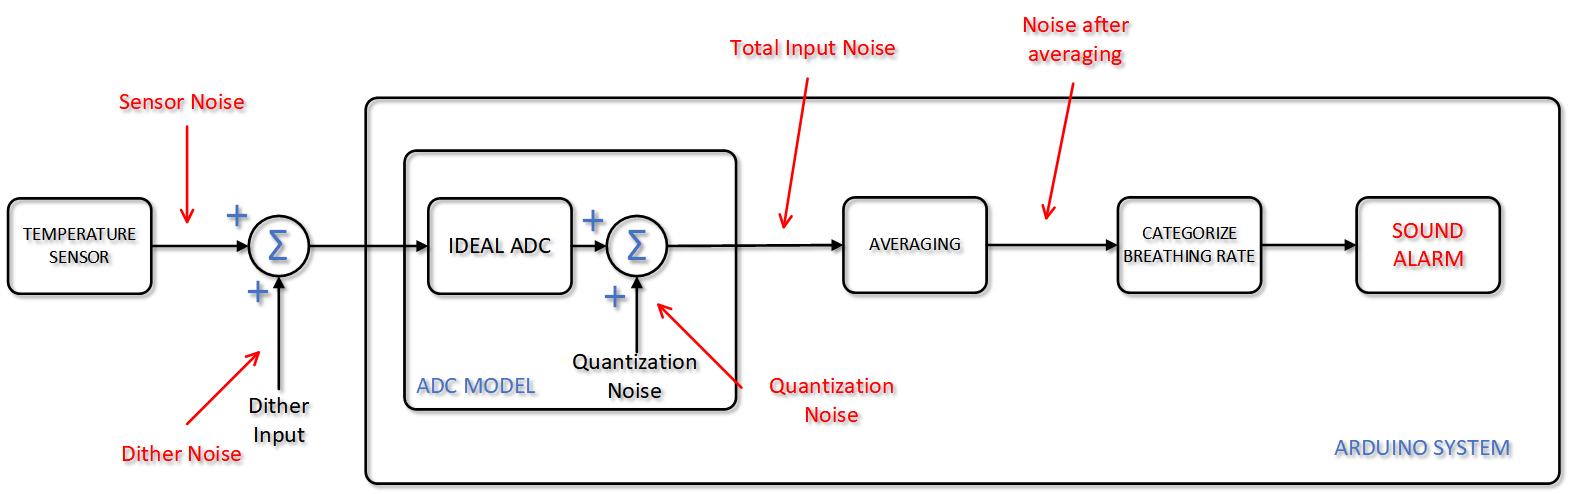 Noise after
averaging
Total Input Noise
Sensor Noise
+
+
TEMPERATURE
SENSOR
Σ
IDEAL ADC
Σ
AVERAGING
CATEGORIZE
BREATHING RATE
SOUND
ALARM
+
+
Quantization
Noise
ADC MODEL
Quantization
Noise
Dither
Input
Dither Noise
ARDUINO SYSTEM